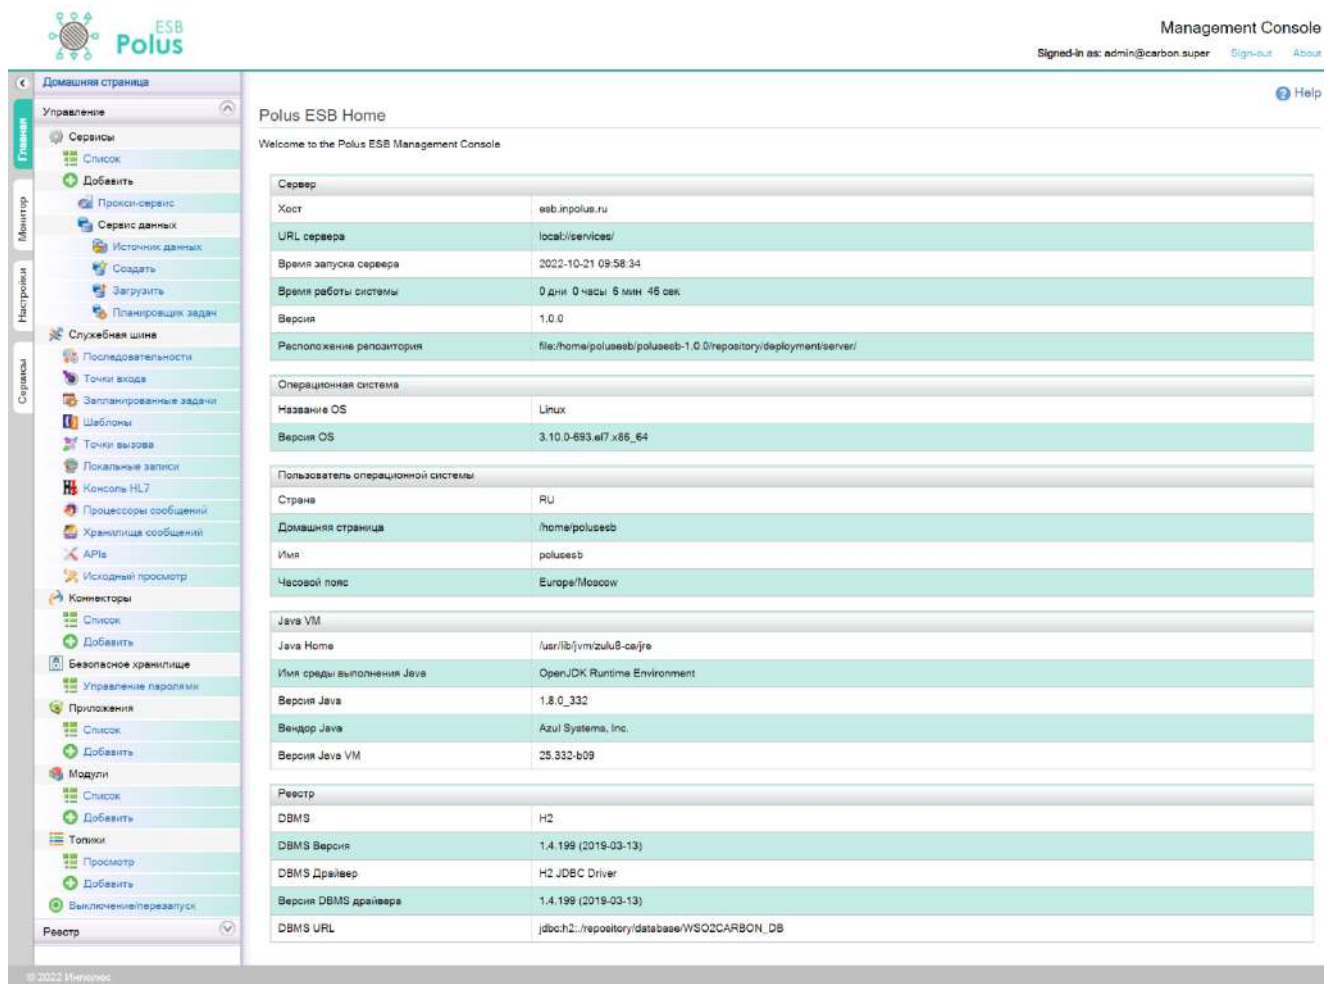 ESB
Polus
Management Console
Signed-in as: admin@carbon.super Sign-out About
Домашняя страница
Управление
Сервисы
Список
Добавить
Прокси-сервис
Сервис данных
Источник данных
Создать
Загрузить
Планировщик задач
Служебная шина
Последовательности
Точки входа
Запланированные задачи
Шаблоны
Точки вызова
Локальные записи
Консоль HL7
Процессоры сообщений
Хранилища сообщений
APIs
Исходный просмотр
Коннекторы
Список
Добавить
Безопасное хранилище
Управление паролями
Приложения
Список
Добавить
Модули
Список
Добавить
Топики
Просмотр
Добавить
Выключение/перезапуск
Реестр
Главная
Монитор
Настройки
Сервисы
Help
Polus ESB Home
Welcome to the Polus ESB Management Console
Сервер
Хост esb.inpolus.ru
URL сервера local://services/
Время запуска сервера 2022-10-21 09:58:34
Время работы системы 0 дни 0 часы 6 мин 46 сек
Версия 1.0.0
Расположение репозитория file:/home/polusesb/polusesb-1.0.0/repository/deployment/server/
Операционная система
Название OS Linux
Версия OS 3.10.0-693.el7.x86_64
Пользователь операционной системы
Страна RU
Домашняя страница /home/polusesb
Имя polusesb
Часовой пояс Europe/Moscow
Java VM
Java Home /usr/lib/jvm/zulu8-ca/jre
Имя среды выполнения Java OpenJDK Runtime Environment
Версия Java 1.8.0_332
Вендор Java Azul Systems, Inc.
Версия Java VM 25.332-b09
Реестр
DBMS H2
DBMS Версия 1.4.199 (2019-03-13)
DBMS Драйвер H2 JDBC Driver
Версия DBMS драйвера 1.4.199 (2019-03-13)
DBMS URL jdbc:h2:./repository/database/WSO2CARBON_DB
© 2022 Инполюс